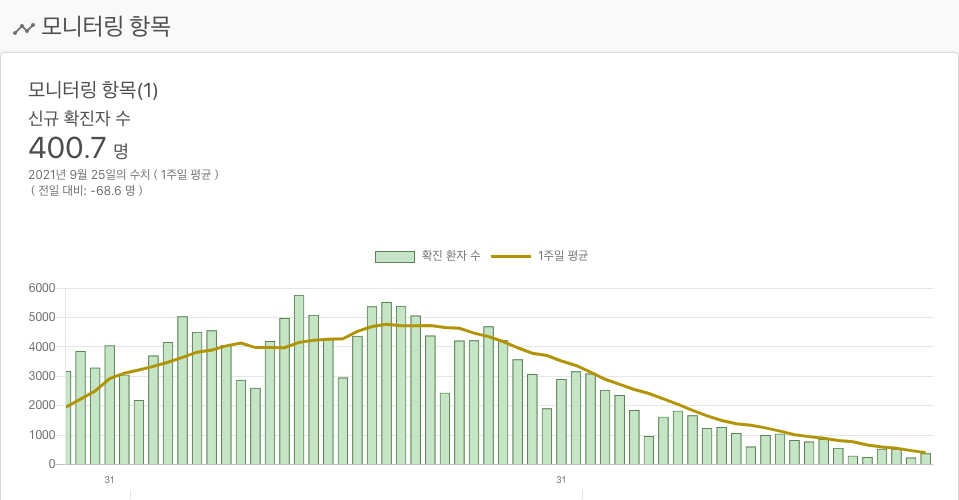 모니터링 항목
모니터링 항목(1)
신규 확진자 수
400.7 명
2021년 9월 25일의 수치 ( 1주일 평균 )
( 전일 대비: -68.6 명 )
확진 환자 수 1주일 평균
6000
5000
4000
3000
2000
1000
0
31 31